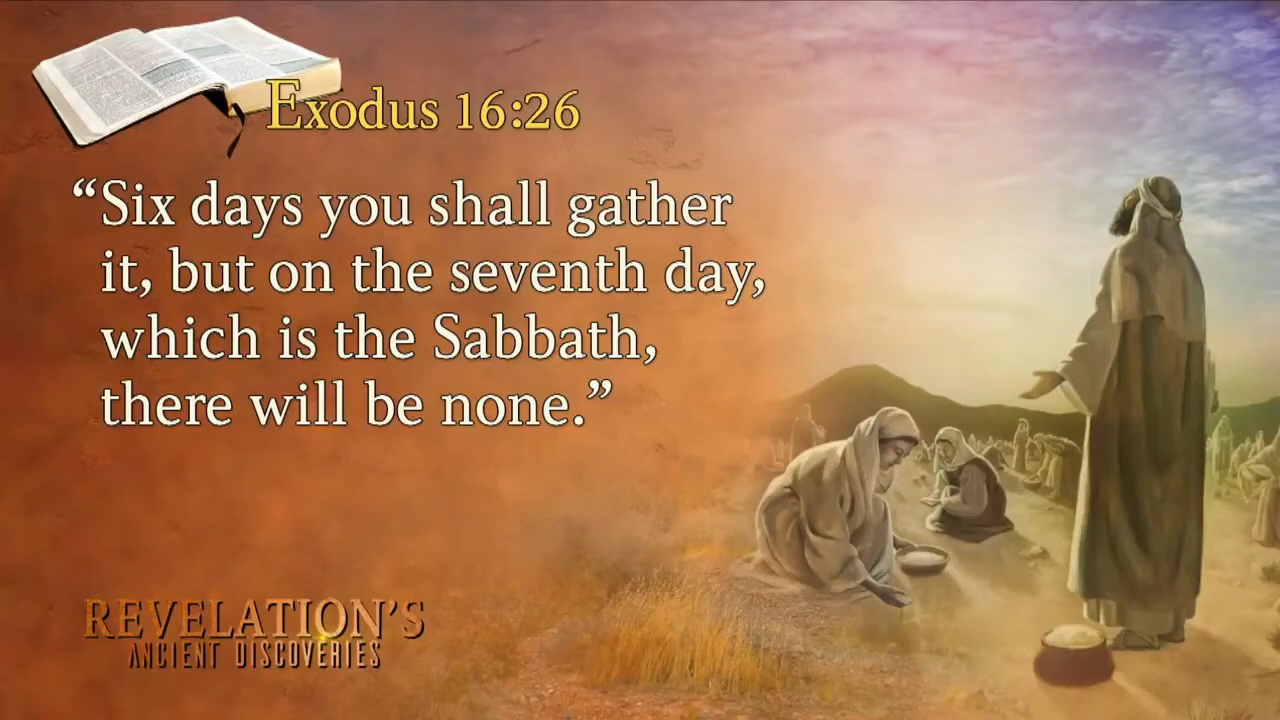 Exodus 16:26
“Six days you shall gather
it, but on the seventh day,
which is the Sabbath,
there will be none.”
REVELATION’S
ANCIENT DISCOVERIES